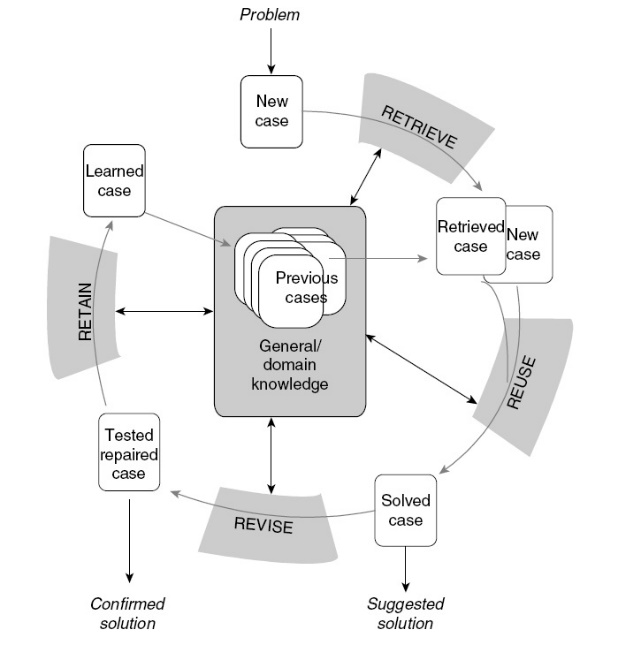 Problem
New
case
RETRIEVE
Learned
case
Retrieved
case
New
case
Previous
cases
General/
domain
knowledge
RETAIN
REUSE
Tested
repaired
case
REVISE
Solved
case
Confirmed
solution
Suggested
solution